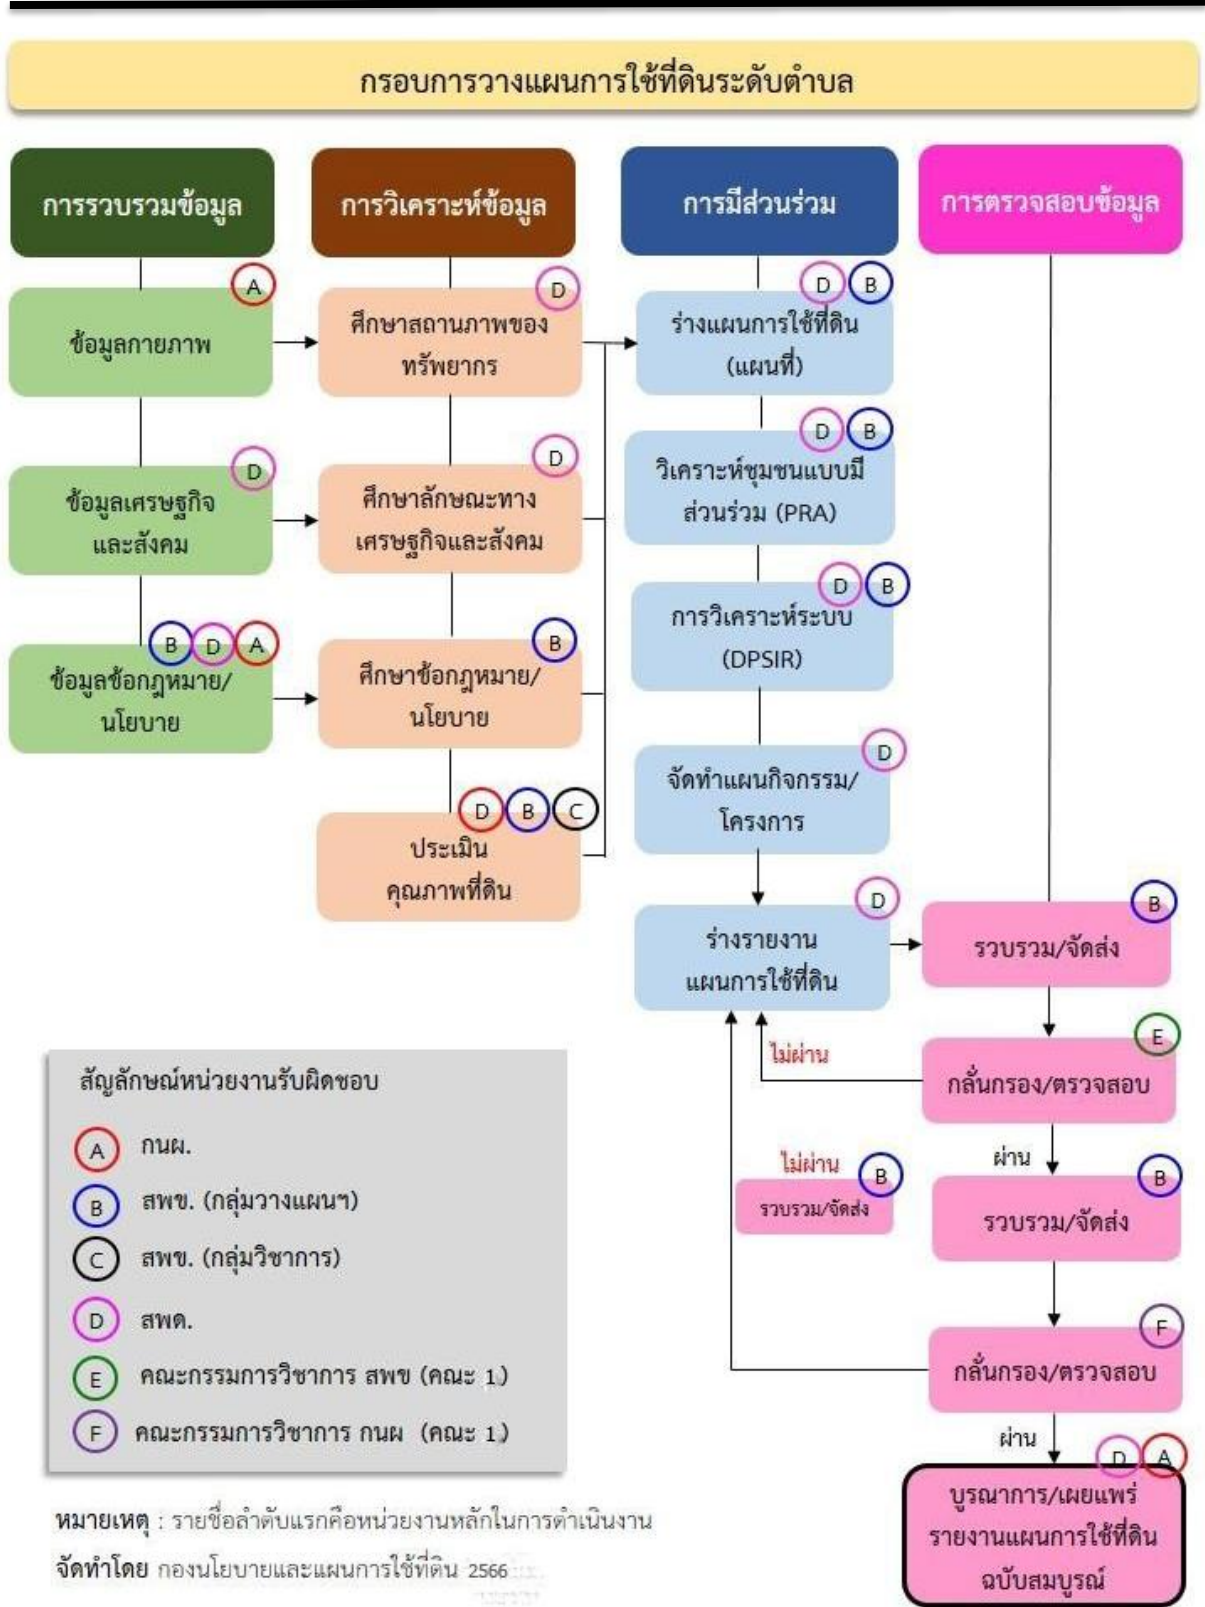 กรอบการวางแผนการใช้ที่ดินระดับตำบล
การรวบรวมข้อมูล
A
ข้อมูลกายภาพ
D
ข้อมูลเศรษฐกิจ
และสังคม
B D A
ข้อมูลข้อกฎหมาย/
นโยบาย
การวิเคราะห์ข้อมูล
D
ศึกษาสถานภาพของ
ทรัพยากร
D
ศึกษาลักษณะทาง
เศรษฐกิจและสังคม
B
ศึกษาข้อกฎหมาย/
นโยบาย
D B C
ประเมิน
คุณภาพที่ดิน
การมีส่วนร่วม
D B
ร่างแผนการใช้ที่ดิน
(แผนที่)
D B
วิเคราะห์ชุมชนแบบมี
ส่วนร่วม (PRA)
D B
การวิเคราะห์ระบบ
(DPSIR)
D
จัดทำแผนกิจกรรม/
โครงการ
D
ร่างรายงาน
แผนการใช้ที่ดิน
การตรวจสอบข้อมูล
B
รวบรวม/จัดส่ง
E
กลั่นกรอง/ตรวจสอบ
ไม่ผ่าน
ผ่าน
B
รวบรวม/จัดส่ง
ไม่ผ่าน
B
รวบรวม/จัดส่ง
F
กลั่นกรอง/ตรวจสอบ
ผ่าน
D A
บูรณาการ/เผยแพร่
รายงานแผนการใช้ที่ดิน
ฉบับสมบูรณ์
สัญลักษณ์หน่วยงานรับผิดชอบ
A กนผ.
B สพข. (กลุ่มวางแผนฯ)
C สพข. (กลุ่มวิชาการ)
D สพด.
E คณะกรรมการวิชาการ สพข (คณะ 1)
F คณะกรรมการวิชาการ กนผ (คณะ 1)
หมายเหตุ : รายชื่อลำดับแรกคือหน่วยงานหลักในการดำเนินงาน
จัดทำโดย กองนโยบายและแผนการใช้ที่ดิน 2566